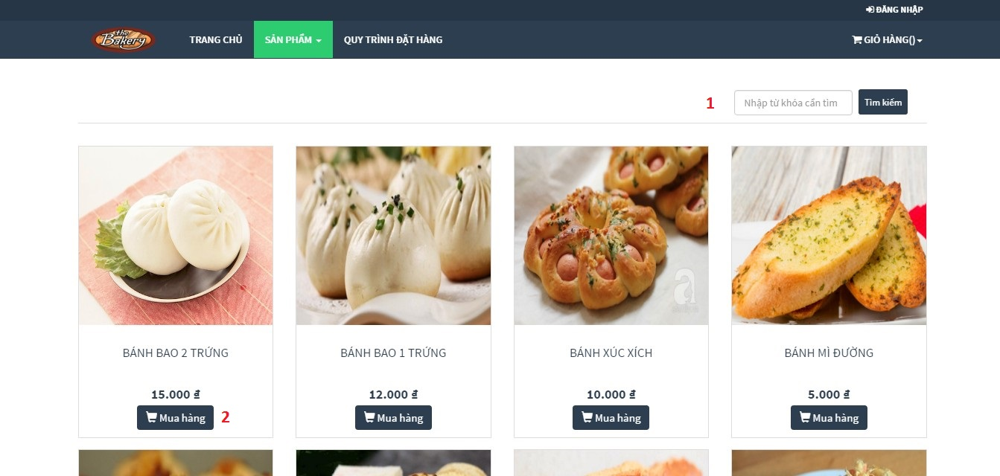 ĐĂNG NHẬP
the Bakery
TRANG CHỦ SẢN PHẨM QUY TRÌNH ĐẶT HÀNG GIỎ HÀNG()
1 Nhập từ khóa cần tìm Tìm kiếm
a
BÁNH BAO 2 TRỨNG BÁNH BAO 1 TRỨNG BÁNH XÚC XÍCH BÁNH MÌ ĐƯỜNG
15.000 ₫ 12.000 ₫ 10.000 ₫ 5.000 ₫
Mua hàng 2 Mua hàng Mua hàng Mua hàng